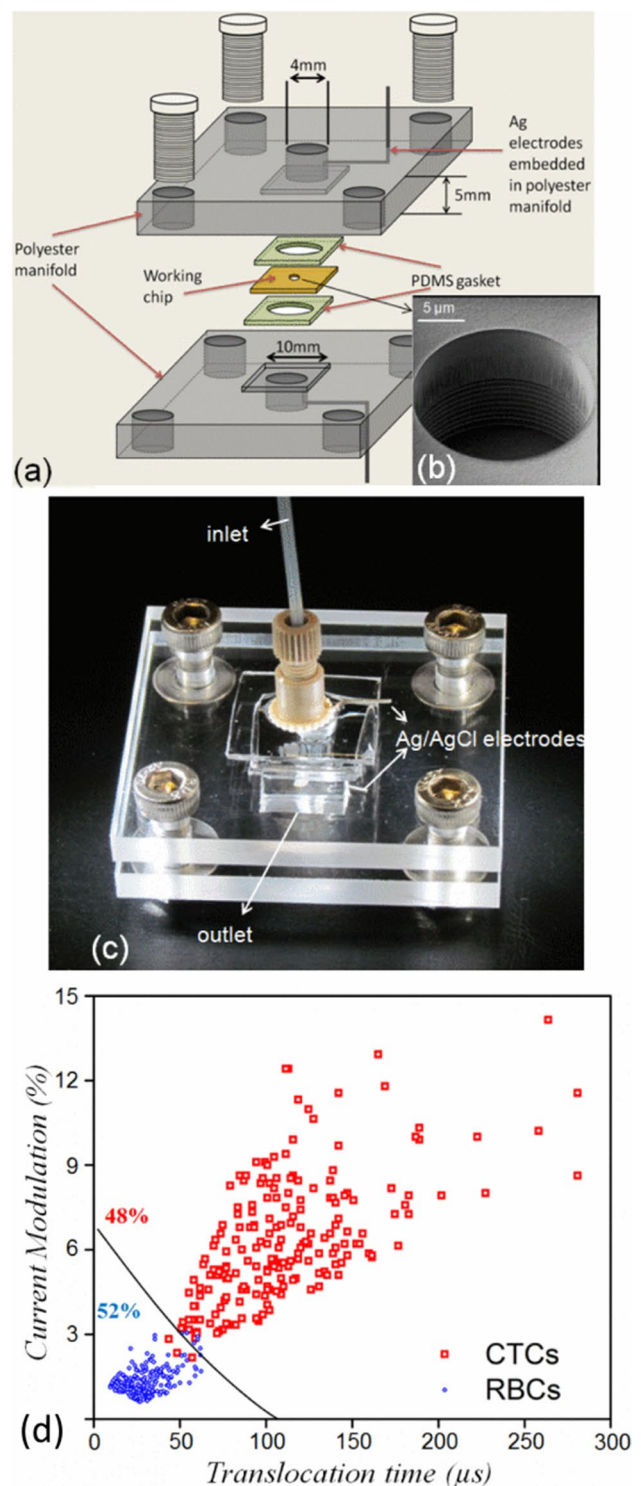 4mm
Ag
electrodes
embedded
in polyester
manifold
5mm
Polyester
manifold
Working
chip
PDMS gasket
10mm
5 µm
(a)
(b)
inlet
Ag/AgCl electrodes
outlet
(c)
15
12
9
6
3
0
50
100
150
200
250
300
48%
52%
CTCs
RBCs
Current Modulation (%)
Translocation time (µs)
(d)